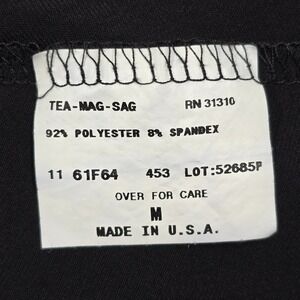 TEA-MAG-SAG RN 31310
92% POLYESTER 8% SPANDEX
11 61F64 453 LOT:52685P
OVER FOR CARE
M
MADE IN U.S.A.